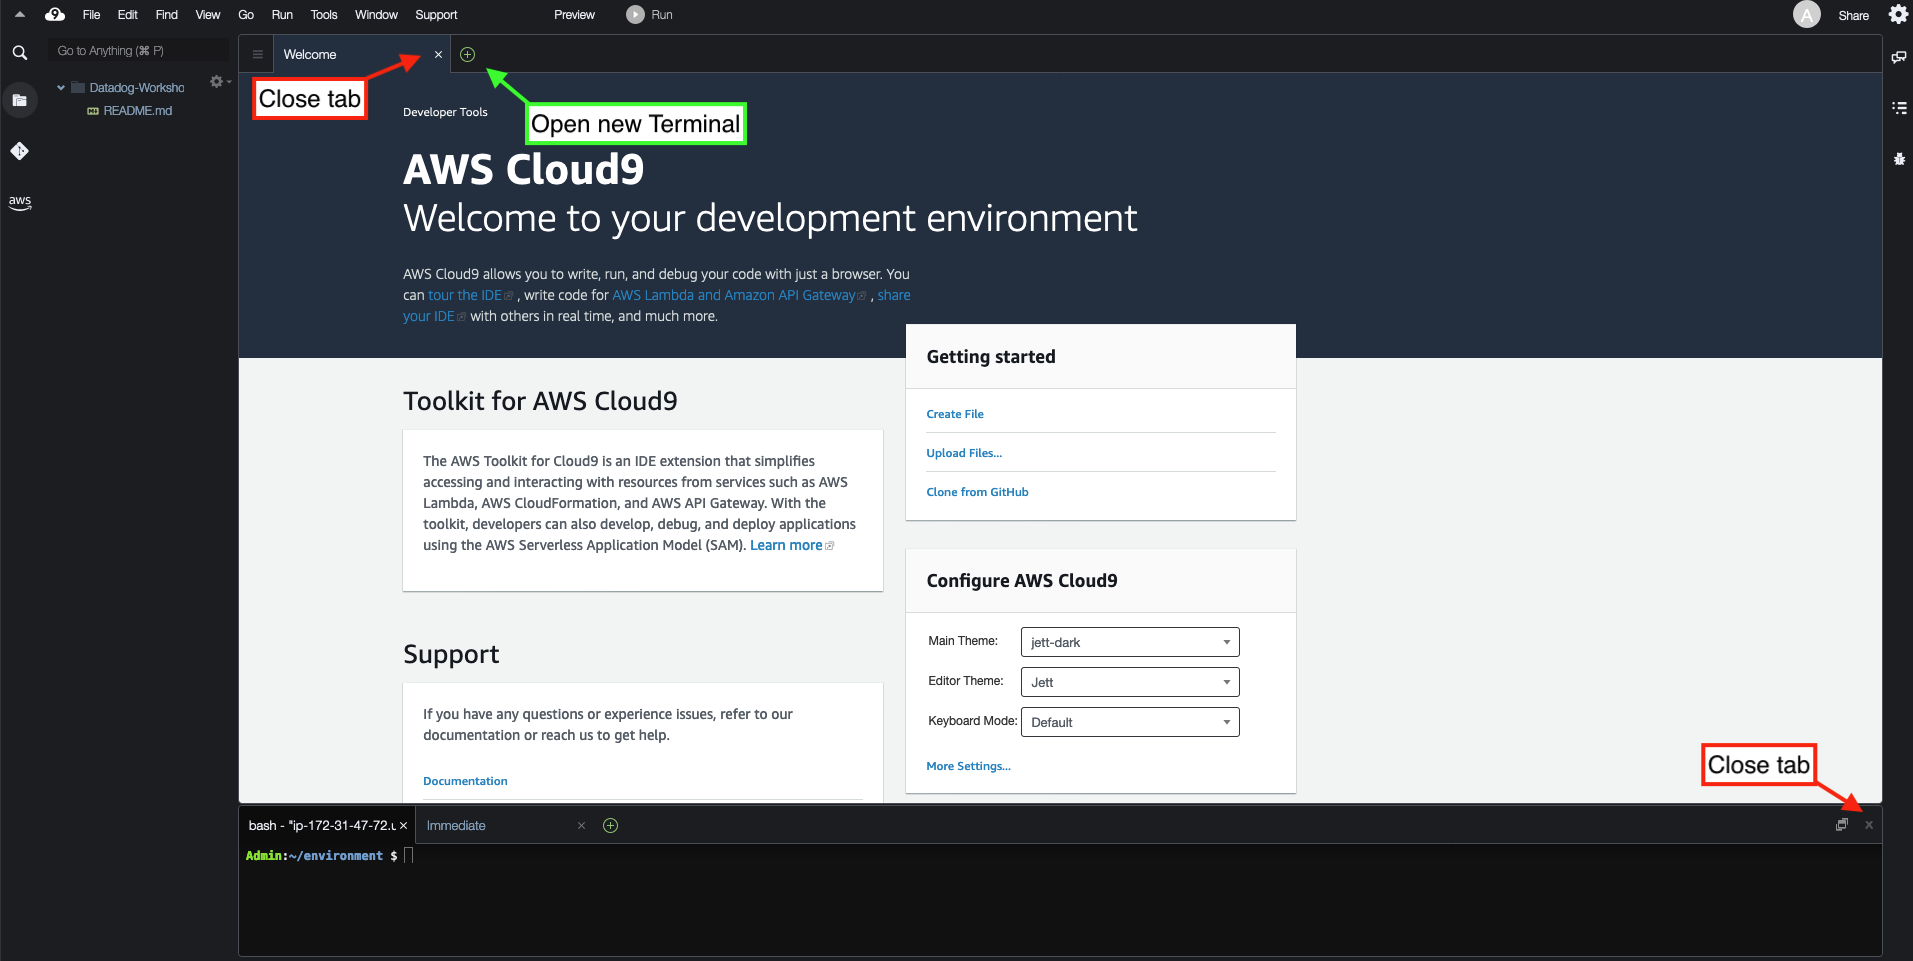 File Edit Find View Go Run Tools Window Support Preview Run A Share
Go to Anything (⌘ P)
Welcome
Datadog-Worksho
README.md
aws
Close tab
Open new Terminal
Developer Tools
AWS Cloud9
Welcome to your development environment
AWS Cloud9 allows you to write, run, and debug your code with just a browser. You
can tour the IDE , write code for AWS Lambda and Amazon API Gateway , share
your IDE with others in real time, and much more.
Toolkit for AWS Cloud9
The AWS Toolkit for Cloud9 is an IDE extension that simplifies
accessing and interacting with resources from services such as AWS
Lambda, AWS CloudFormation, and AWS API Gateway. With the
toolkit, developers can also develop, debug, and deploy applications
using the AWS Serverless Application Model (SAM). Learn more
Support
If you have any questions or experience issues, refer to our
documentation or reach us to get help.
Documentation
Getting started
Create File
Upload Files...
Clone from GitHub
Configure AWS Cloud9
Main Theme: jett-dark
Editor Theme: Jett
Keyboard Mode: Default
More Settings...
Close tab
bash - "ip-172-31-47-72.u Immediate
Admin:~/environment $